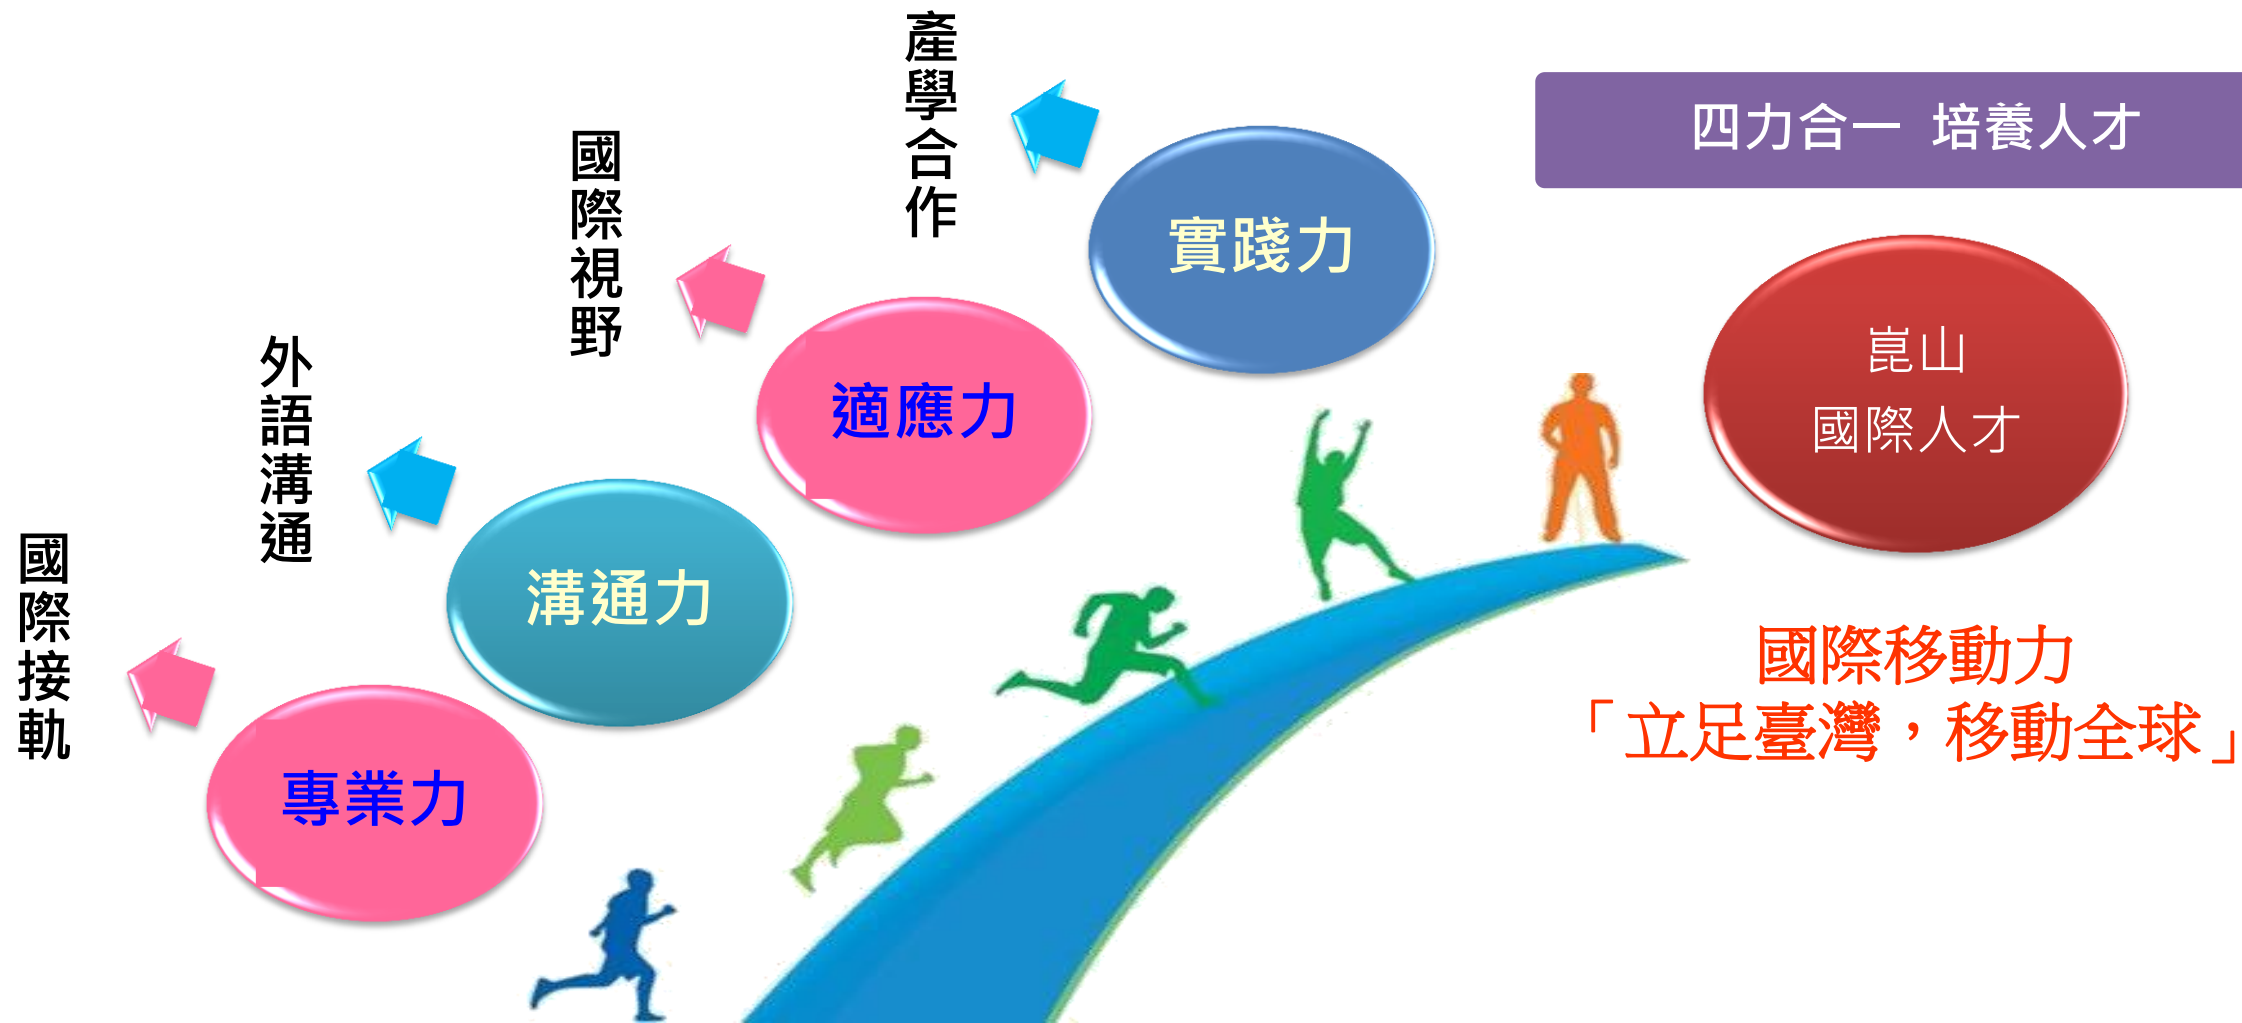 產學合作
四力合一 培養人才
國際視野
實踐力
外語溝通
適應力
崑山
國際人才
國際接軌
溝通力
國際移動力
「立足臺灣,移動全球」
專業力